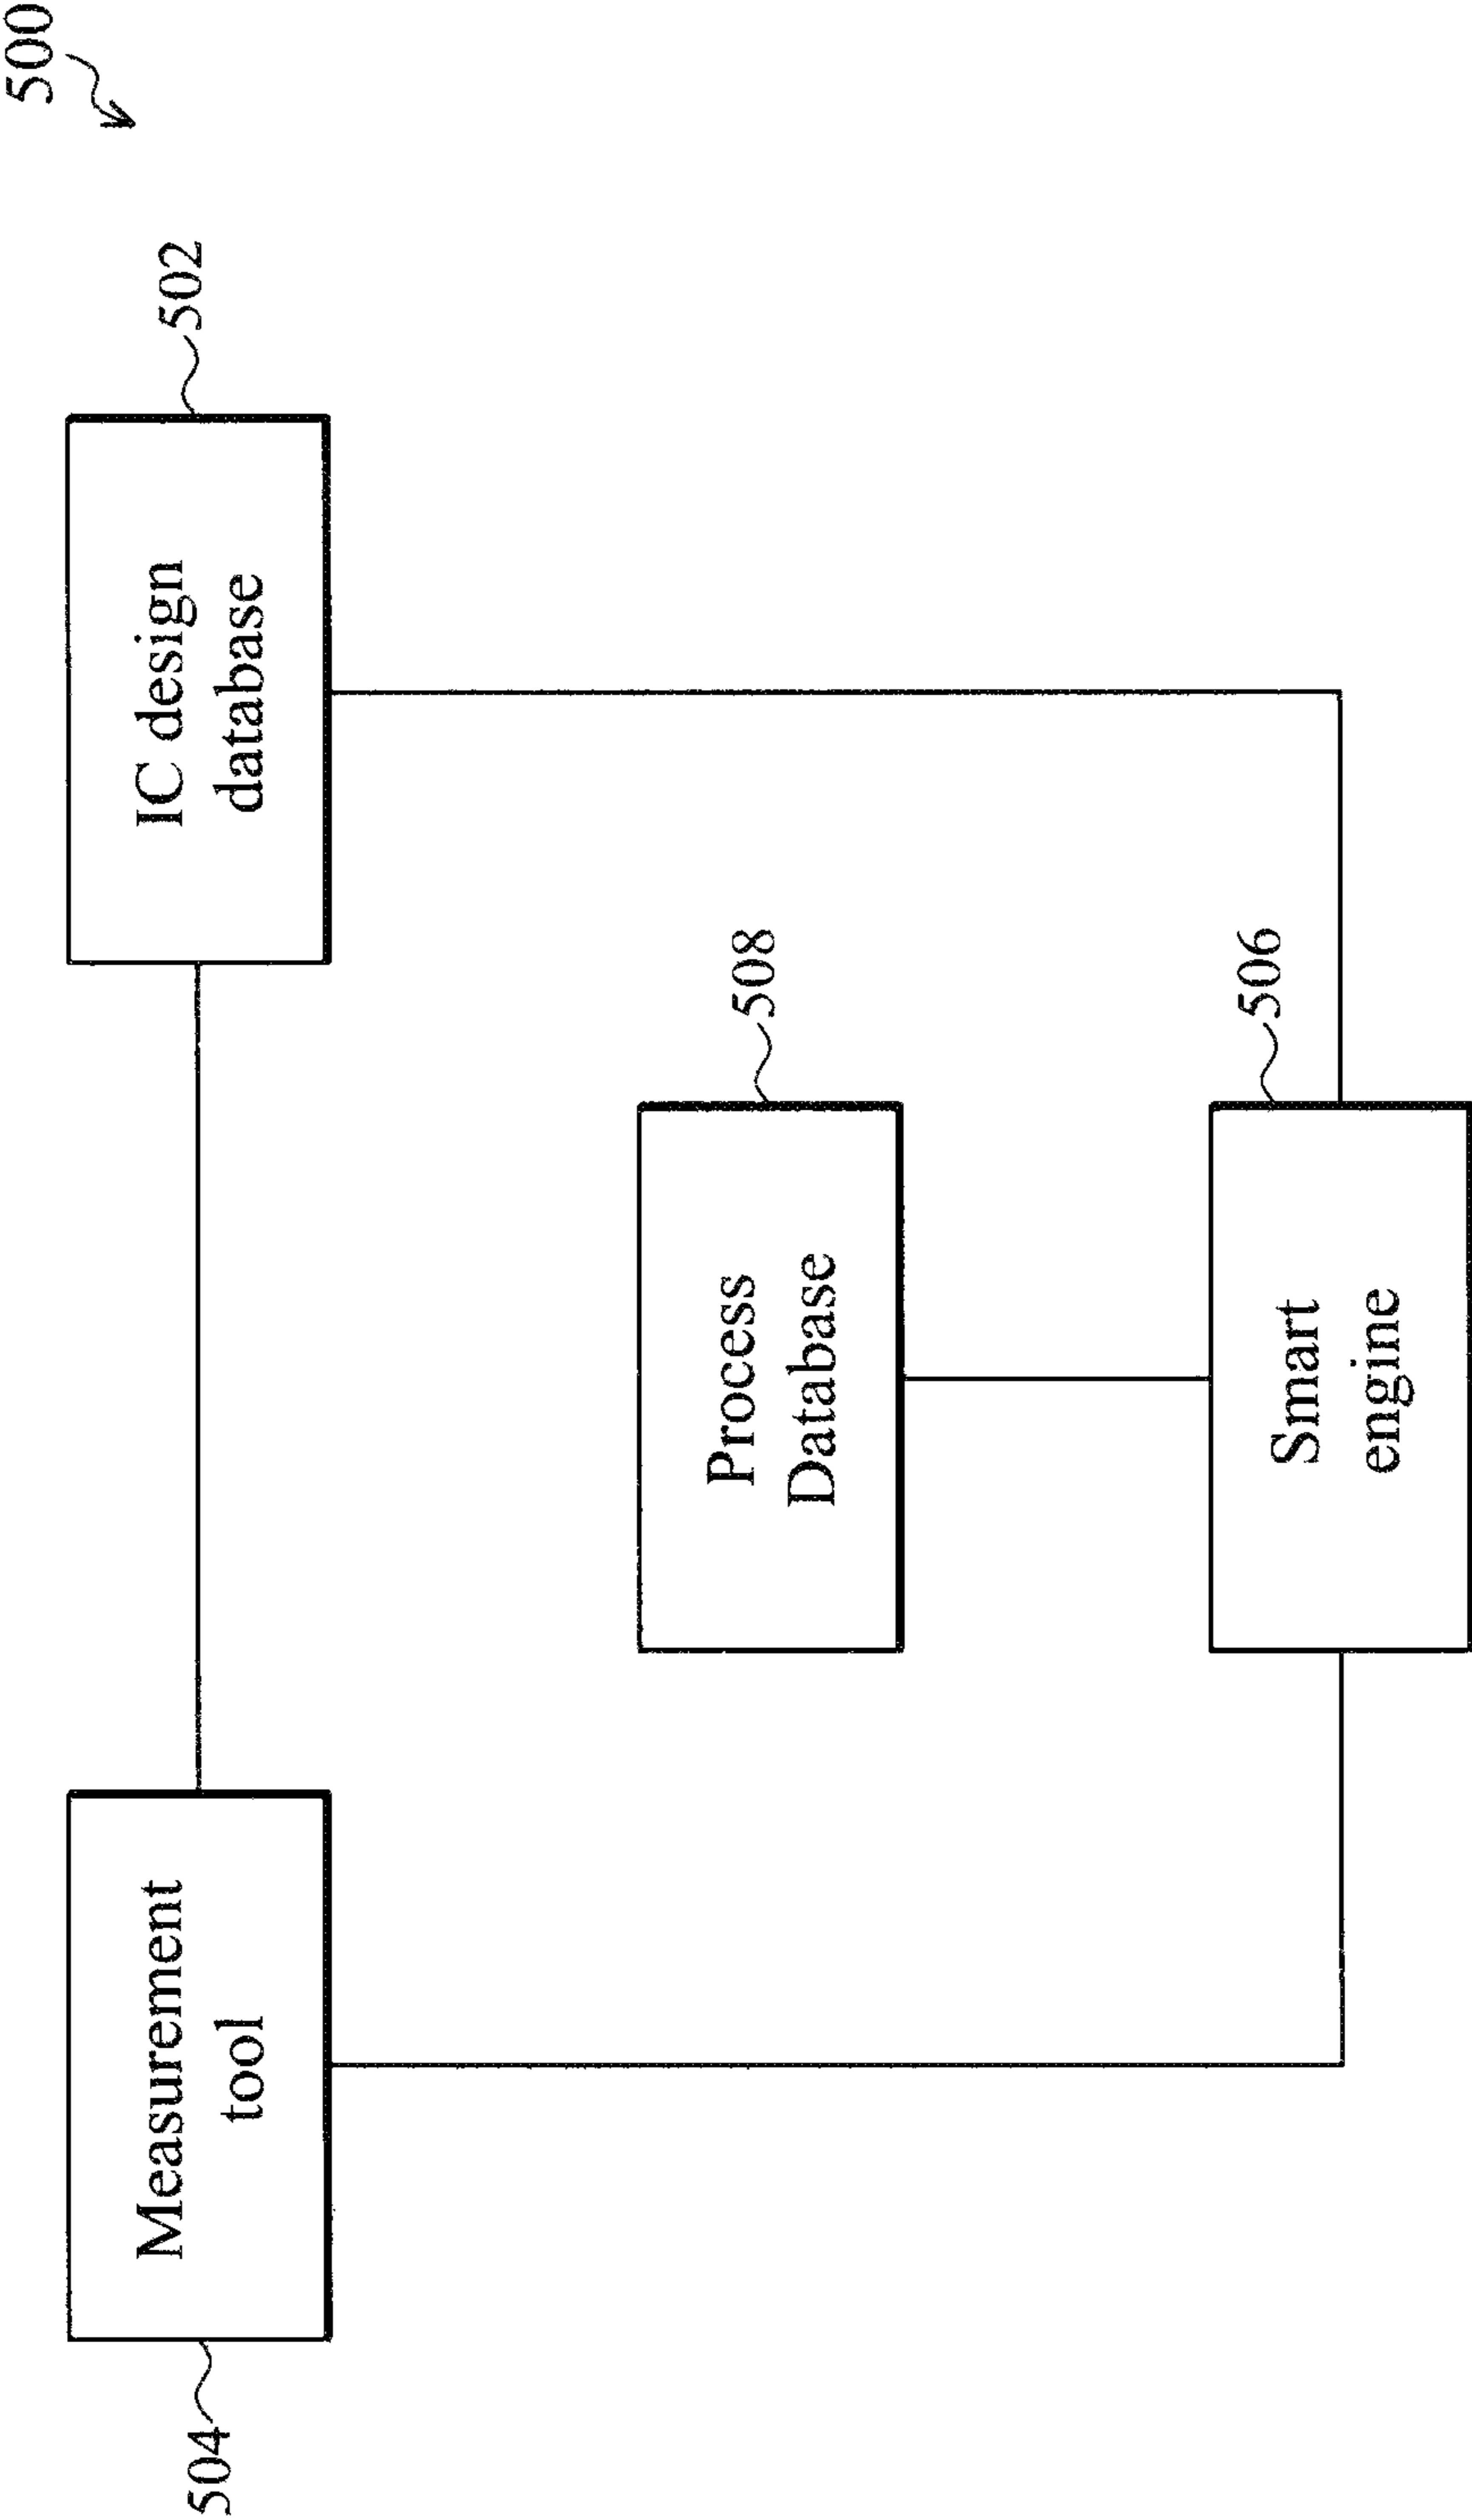 500
502
IC design
database
Measurement
tool
504
508
Process
Database
506
Smart
engine